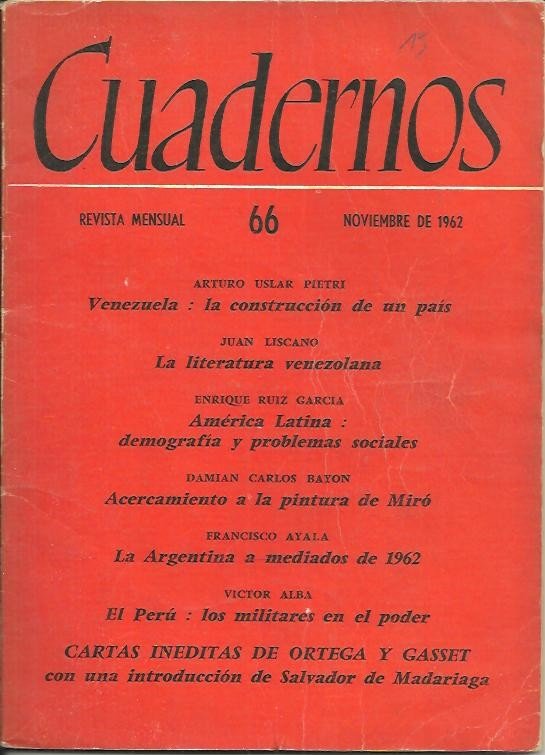 15
Cuadernos
REVISTA MENSUAL 66 NOVIEMBRE DE 1962
ARTURO USLAR PIETRI
Venezuela : la construcción de un país
JUAN LISCANO
La literatura venezolana
ENRIQUE RUIZ GARCIA
América Latina :
demografía y problemas sociales
DAMIAN CARLOS BAYON
Acercamiento a la pintura de Miró
FRANCISCO AYALA
La Argentina a mediados de 1962
VICTOR ALBA
El Perú : los militares en el poder
CARTAS INEDITAS DE ORTEGA Y GASSET
con una introducción de Salvador de Madariaga